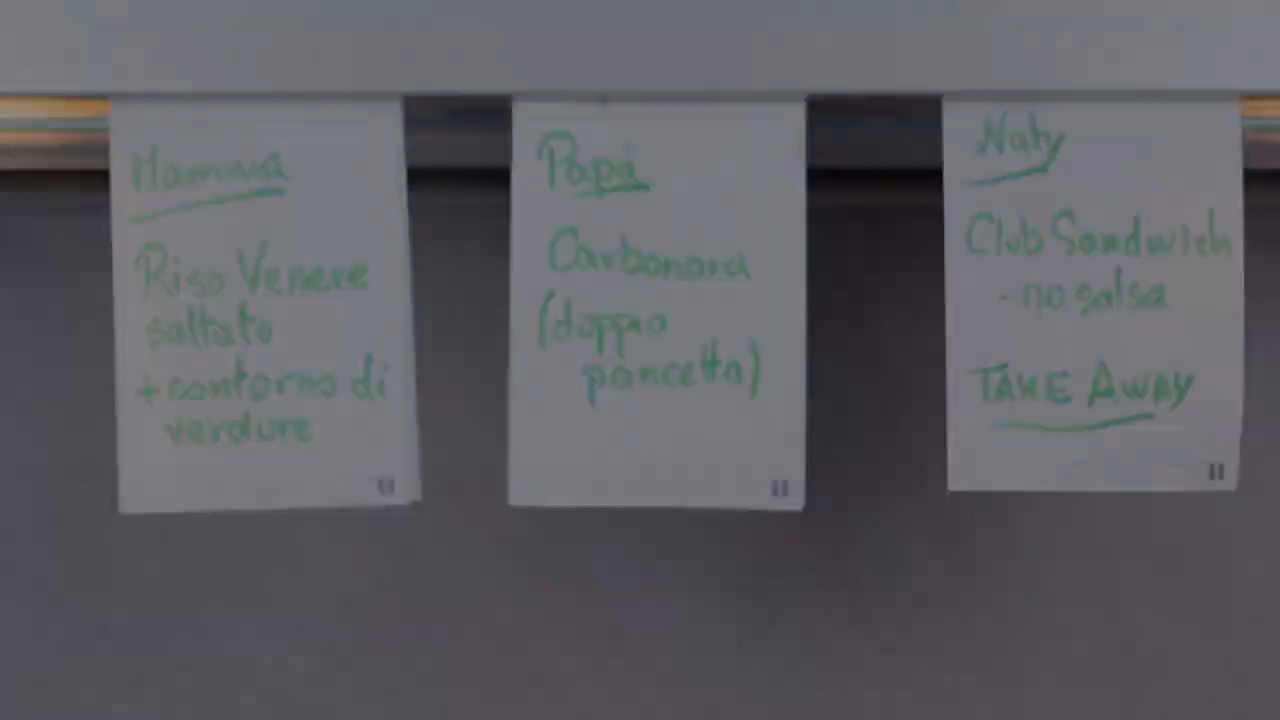 Mamma
Riso Venere
saltato
+ contorno di
verdure
Papà
Carbonara
(doppia
pancetta)
Naty
Club Sandwich
- no salsa
TAKE AWAY